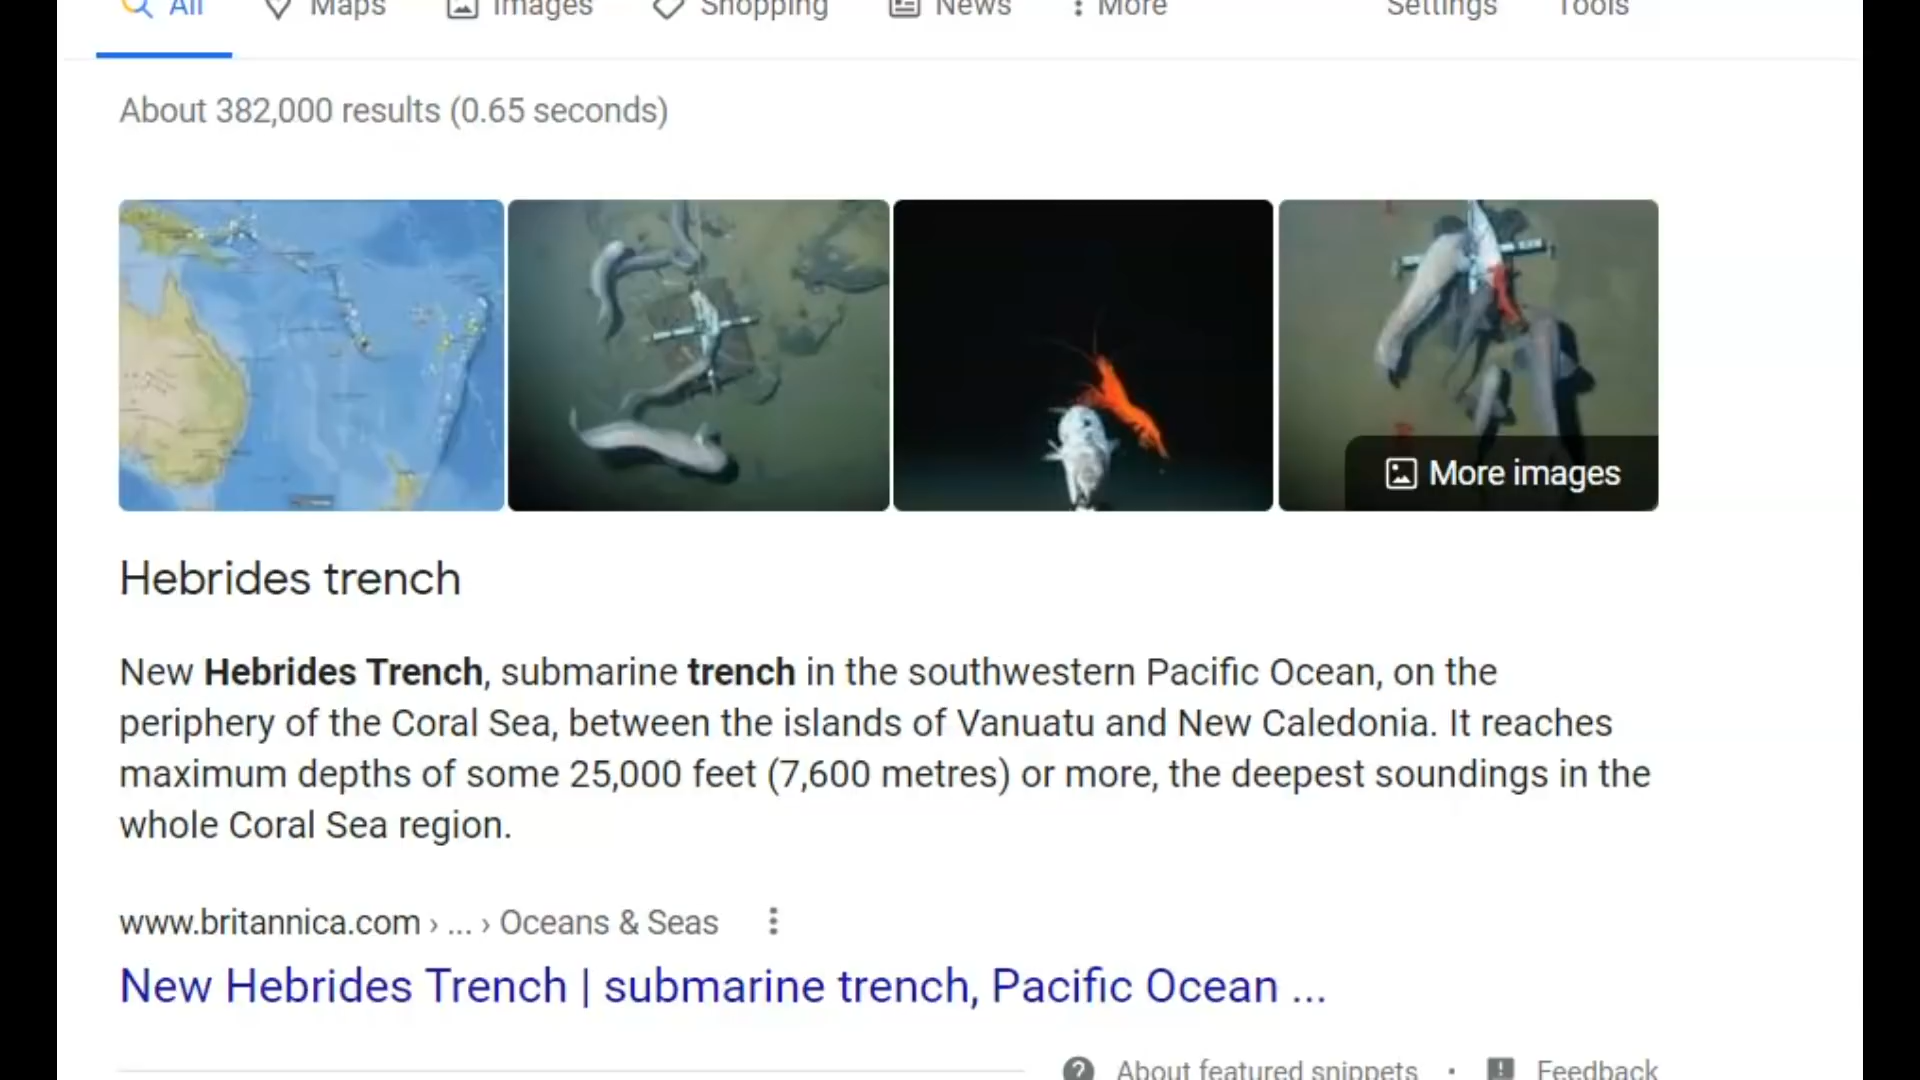 All Maps Images Shopping News More Settings Tools
About 382,000 results (0.65 seconds)
More images
Hebrides trench
New Hebrides Trench, submarine trench in the southwestern Pacific Ocean, on the
periphery of the Coral Sea, between the islands of Vanuatu and New Caledonia. It reaches
maximum depths of some 25,000 feet (7,600 metres) or more, the deepest soundings in the
whole Coral Sea region.
www.britannica.com › ... › Oceans & Seas
New Hebrides Trench | submarine trench, Pacific Ocean ...
About featured snippets • Feedback